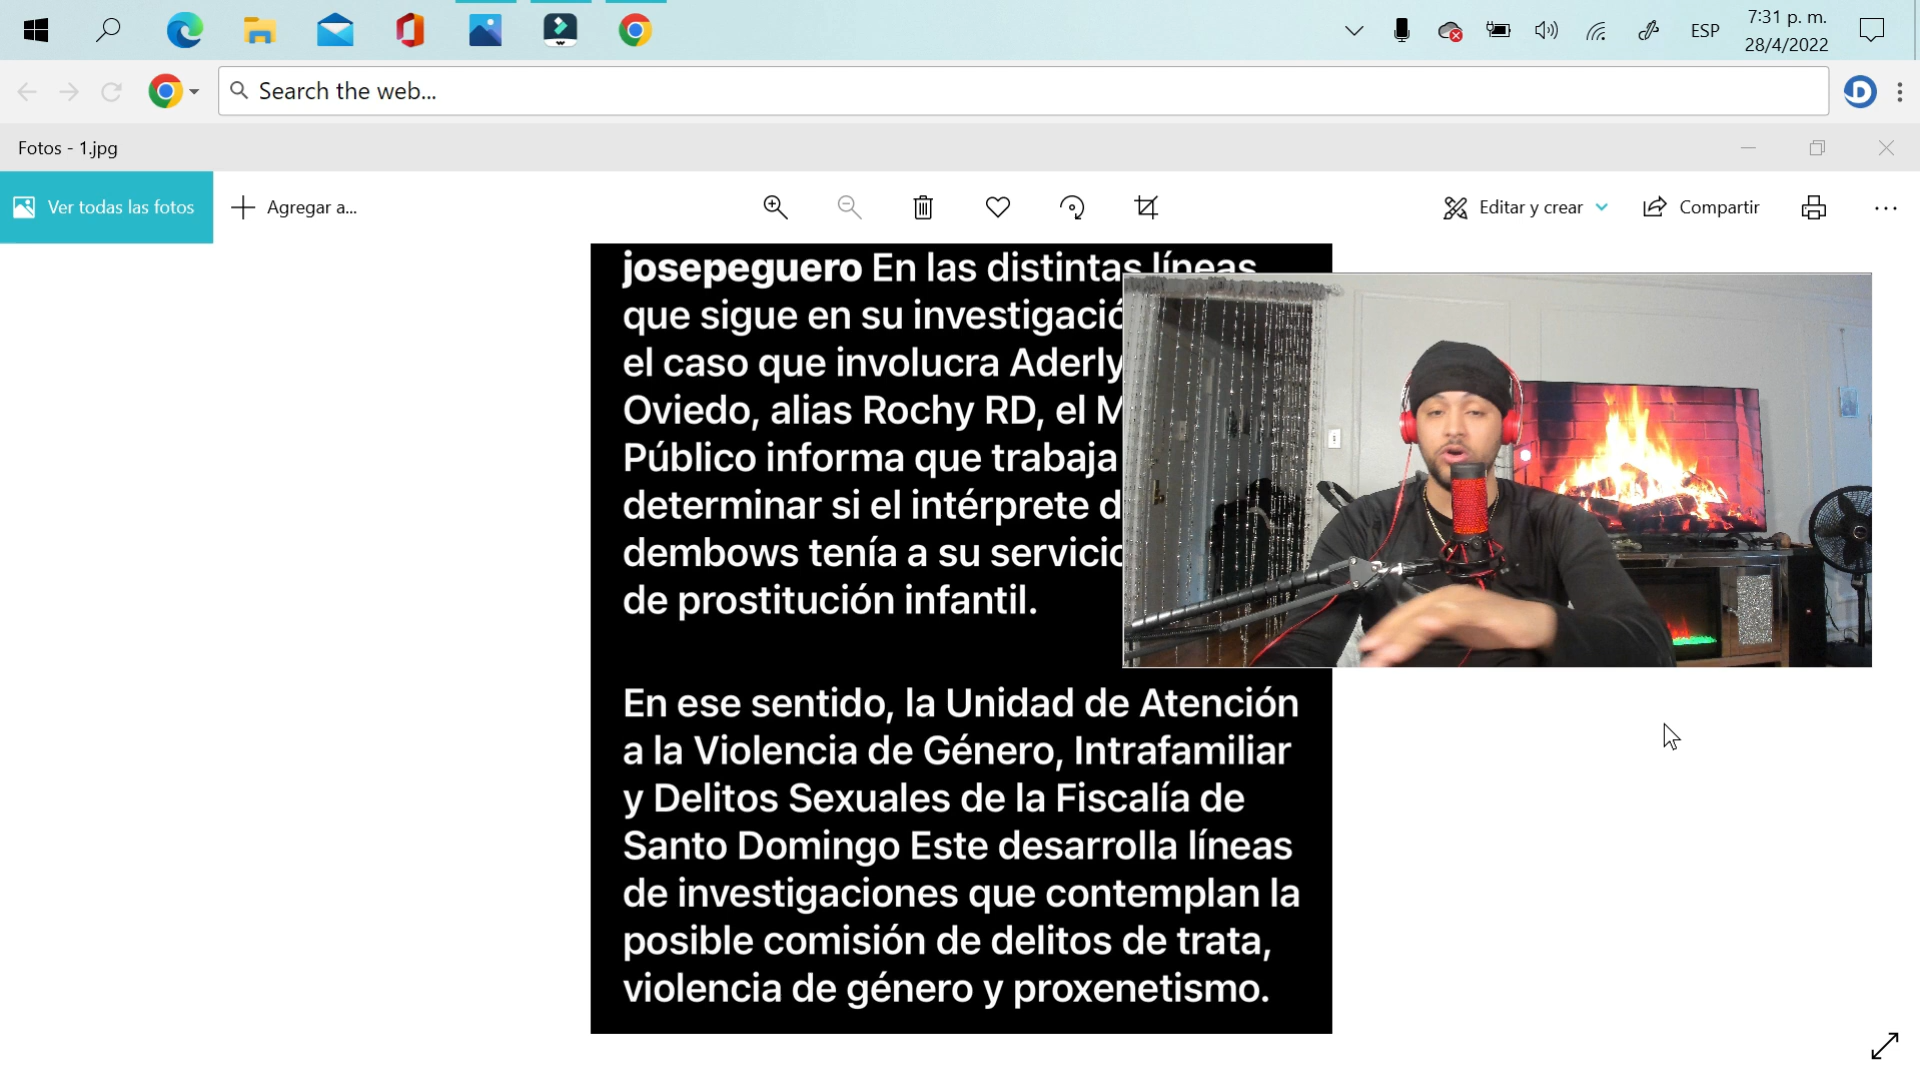 7:31 p. m.
ESP
28/4/2022
Search the web...
Fotos - 1.jpg
Ver todas las fotos
Agregar a...
Editar y crear
Compartir
josepeguero En las distintas líneas
que sigue en su investigació
el caso que involucra Aderly
Oviedo, alias Rochy RD, el M
Público informa que trabaja
determinar si el intérprete d
dembows tenía a su servicio
de prostitución infantil.
En ese sentido, la Unidad de Atención
a la Violencia de Género, Intrafamiliar
y Delitos Sexuales de la Fiscalía de
Santo Domingo Este desarrolla líneas
de investigaciones que contemplan la
posible comisión de delitos de trata,
violencia de género y proxenetismo.